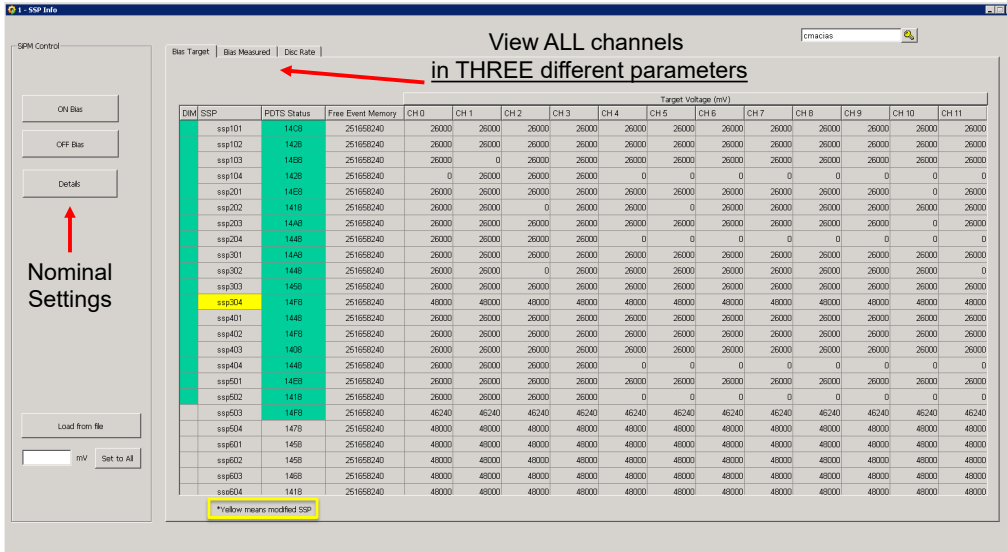 1 - SSP Info
cmacias
SiPM Control
View ALL channels
in THREE different parameters
Bias Target Bias Measured Disc Rate
ON Bias
OFF Bias
Details
Nominal
Settings
Load from file
mV Set to All
Target Voltage (mV)
DIM SSP PDTS Status Free Event Memory CH 0 CH 1 CH 2 CH 3 CH 4 CH 5 CH 6 CH 7 CH 8 CH 9 CH 10 CH 11
ssp101 14C8 251658240 26000 26000 26000 26000 26000 26000 26000 26000 26000 26000 26000 26000
ssp102 1428 251658240 26000 26000 26000 26000 26000 26000 26000 26000 26000 26000 26000 26000
ssp103 14B8 251658240 26000 0 26000 26000 26000 26000 26000 26000 26000 26000 26000 26000
ssp104 1428 251658240 0 26000 26000 26000 0 0 0 0 0 0 0 0
ssp201 14E8 251658240 26000 26000 26000 26000 26000 26000 26000 26000 26000 26000 0 26000
ssp202 1418 251658240 26000 26000 0 26000 26000 0 26000 26000 26000 26000 26000 26000
ssp203 14A8 251658240 26000 26000 26000 26000 26000 26000 26000 26000 26000 26000 0 26000
ssp204 1448 251658240 26000 26000 26000 26000 0 0 0 0 0 0 0 0
ssp301 14A8 251658240 26000 26000 26000 26000 26000 26000 26000 26000 26000 26000 26000 26000
ssp302 1448 251658240 26000 26000 0 26000 26000 26000 26000 26000 26000 26000 26000 0
ssp303 1458 251658240 26000 26000 26000 26000 26000 26000 26000 26000 26000 26000 26000 26000
ssp304 14F8 251658240 48000 48000 48000 48000 48000 48000 48000 48000 48000 48000 48000 48000
ssp401 1448 251658240 26000 26000 26000 26000 26000 26000 26000 26000 26000 26000 26000 26000
ssp402 14F8 251658240 26000 26000 26000 26000 26000 26000 26000 26000 26000 26000 26000 26000
ssp403 1408 251658240 26000 26000 26000 26000 26000 26000 26000 26000 26000 26000 26000 26000
ssp404 1448 251658240 26000 26000 26000 26000 0 0 0 0 0 0 0 0
ssp501 14E8 251658240 26000 26000 26000 26000 26000 26000 26000 26000 26000 26000 26000 26000
ssp502 1418 251658240 26000 26000 26000 26000 0 0 0 0 0 0 0 0
ssp503 14F8 251658240 46240 46240 46240 46240 46240 46240 46240 46240 46240 46240 46240 46240
ssp504 1478 251658240 48000 48000 48000 48000 48000 48000 48000 48000 48000 48000 48000 48000
ssp601 1458 251658240 48000 48000 48000 48000 48000 48000 48000 48000 48000 48000 48000 48000
ssp602 1458 251658240 48000 48000 48000 48000 48000 48000 48000 48000 48000 48000 48000 48000
ssp603 1468 251658240 48000 48000 48000 48000 48000 48000 48000 48000 48000 48000 48000 48000
ssp604 1418 251658240 48000 48000 48000 48000 48000 48000 48000 48000 48000 48000 48000 48000
*Yellow means modified SSP